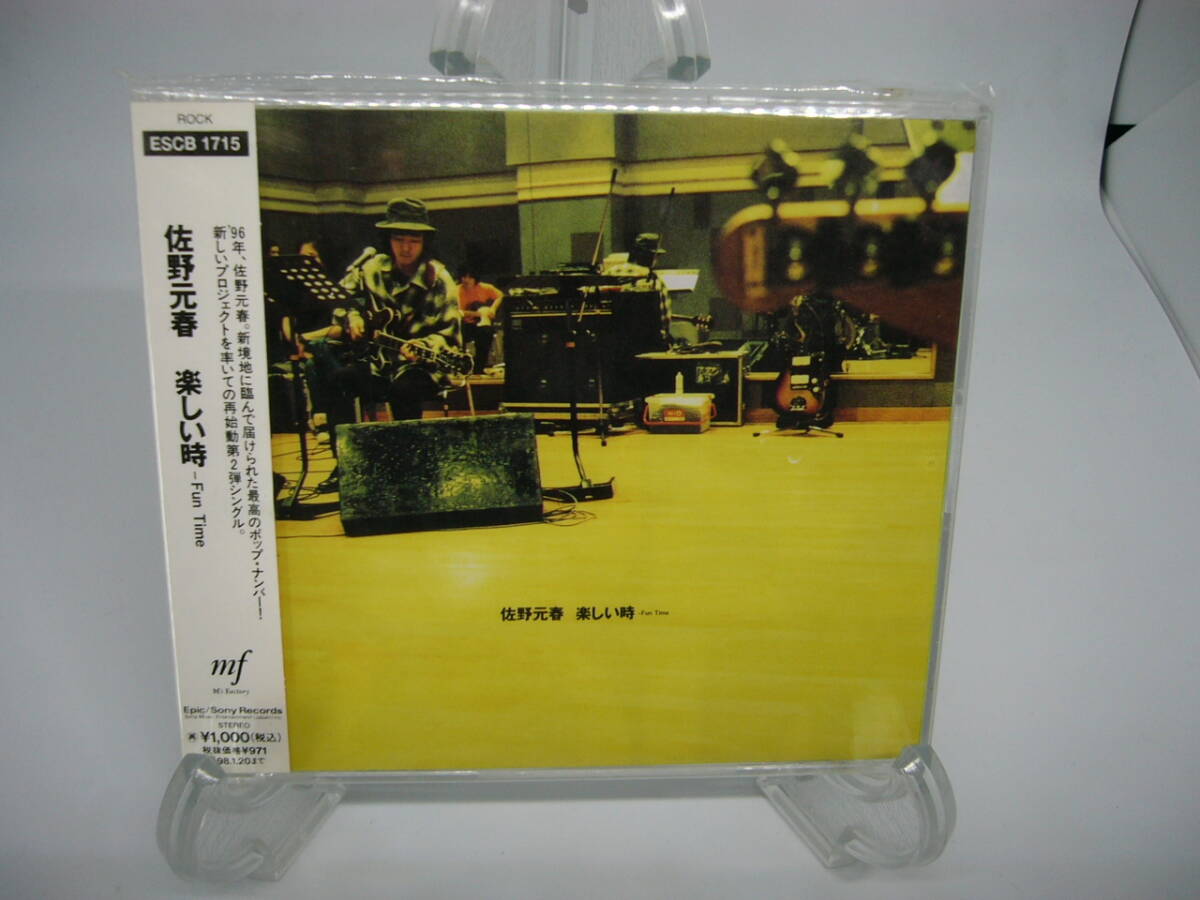 ROCK
ESCB 1715
佐野元春 楽しい時 - Fun Time
'96年、佐野元春。新境地に臨んで届けられた最高のポップ・ナンバー!
新しいプロジェクトを率いての再始動第2弾シングル。
mf
M's Factory
Epic/Sony Records
Sony Music Entertainment (Japan) Inc.
STEREO
¥1,000(税込)
税抜価格¥971
98.1.20まで
佐野元春 楽しい時 -Fun Time